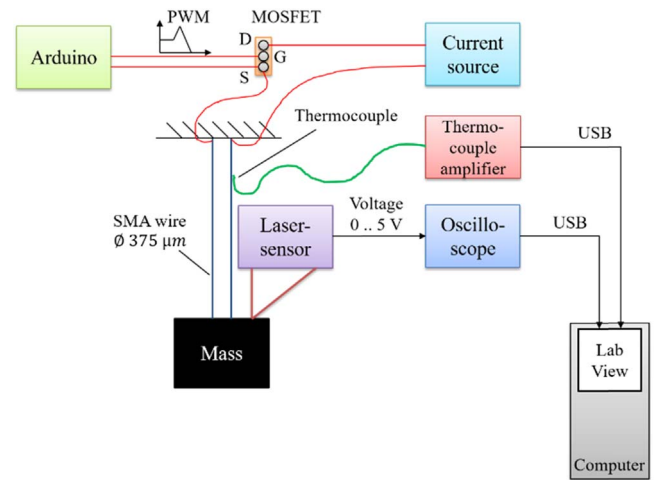 PWM
MOSFET
Arduino
D
G
S
Current
source
Thermocouple
Thermo-
couple
amplifier
USB
SMA wire
Ø 375 μm
Laser-
sensor
Voltage
0 .. 5 V
Oscillo-
scope
USB
Mass
Lab
View
Computer